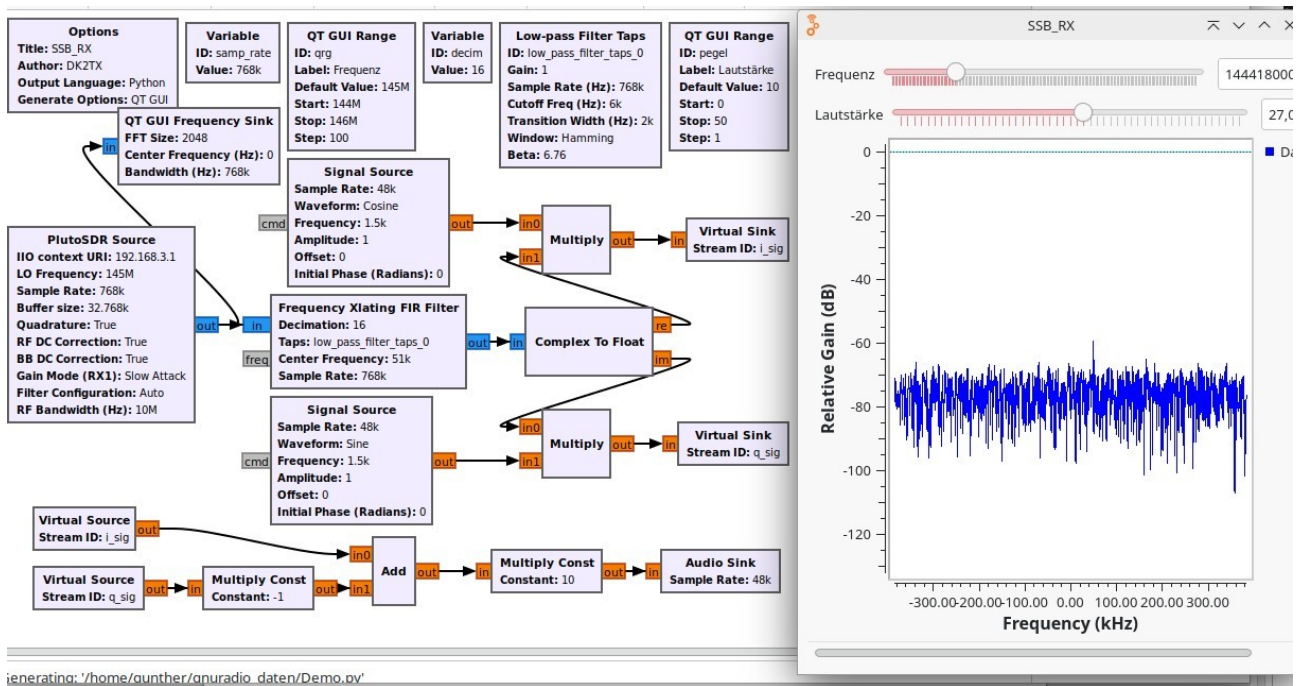 Options
Title: SSB_RX
Author: DK2TX
Output Language: Python
Generate Options: QT GUI
Variable
ID: samp_rate
Value: 768k
QT GUI Range
ID: qrg
Label: Frequenz
Default Value: 145M
Start: 144M
Stop: 146M
Step: 100
Variable
ID: decim
Value: 16
Low-pass Filter Taps
ID: low_pass_filter_taps_0
Gain: 1
Sample Rate (Hz): 768k
Cutoff Freq (Hz): 6k
Transition Width (Hz): 2k
Window: Hamming
Beta: 6.76
QT GUI Range
ID: pegel
Label: Lautstärke
Default Value: 10
Start: 0
Stop: 50
Step: 1
in
QT GUI Frequency Sink
FFT Size: 2048
Center Frequency (Hz): 0
Bandwidth (Hz): 768k
cmd
Signal Source
Sample Rate: 48k
Waveform: Cosine
Frequency: 1.5k
Amplitude: 1
Offset: 0
Initial Phase (Radians): 0
out
in0
in1
Multiply
out
in
Virtual Sink
Stream ID: i_sig
PlutoSDR Source
IIO context URI: 192.168.3.1
LO Frequency: 145M
Sample Rate: 768k
Buffer size: 32.768k
Quadrature: True
RF DC Correction: True
BB DC Correction: True
Gain Mode (RX1): Slow Attack
Filter Configuration: Auto
RF Bandwidth (Hz): 10M
out
in
freq
Frequency Xlating FIR Filter
Decimation: 16
Taps: low_pass_filter_taps_0
Center Frequency: 51k
Sample Rate: 768k
out
in
Complex To Float
re
im
cmd
Signal Source
Sample Rate: 48k
Waveform: Sine
Frequency: 1.5k
Amplitude: 1
Offset: 0
Initial Phase (Radians): 0
out
in0
in1
Multiply
out
in
Virtual Sink
Stream ID: q_sig
Virtual Source
Stream ID: i_sig
out
Virtual Source
Stream ID: q_sig
out
in
Multiply Const
Constant: -1
out
in0
in1
Add
out
in
Multiply Const
Constant: 10
out
in
Audio Sink
Sample Rate: 48k
Generating: '/home/gunther/gnuradio_daten/Demo.py'
SSB_RX
Frequenz
144418000
Lautstärke
27,0
0
-20
-40
-60
-80
-100
-120
Relative Gain (dB)
Da
-300.00 -200.00 -100.00 0.00 100.00 200.00 300.00
Frequency (kHz)